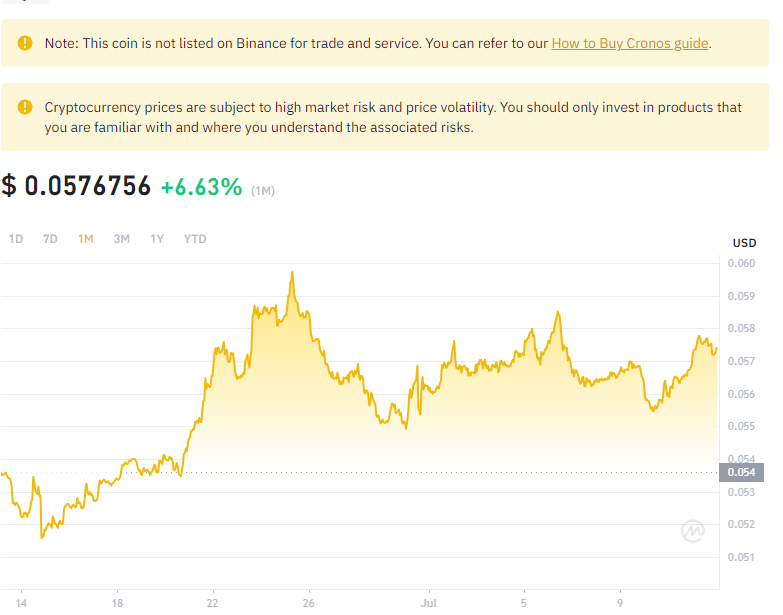 Note: This coin is not listed on Binance for trade and service. You can refer to our How to Buy Cronos guide.
Cryptocurrency prices are subject to high market risk and price volatility. You should only invest in products that
you are familiar with and where you understand the associated risks.
$ 0.0576756 +6.63% (1M)
1D 7D 1M 3M 1Y YTD
USD
0.060
0.059
0.058
0.057
0.056
0.055
0.054
0.054
0.053
0.052
0.051
14 18 22 26 Jul 5 9